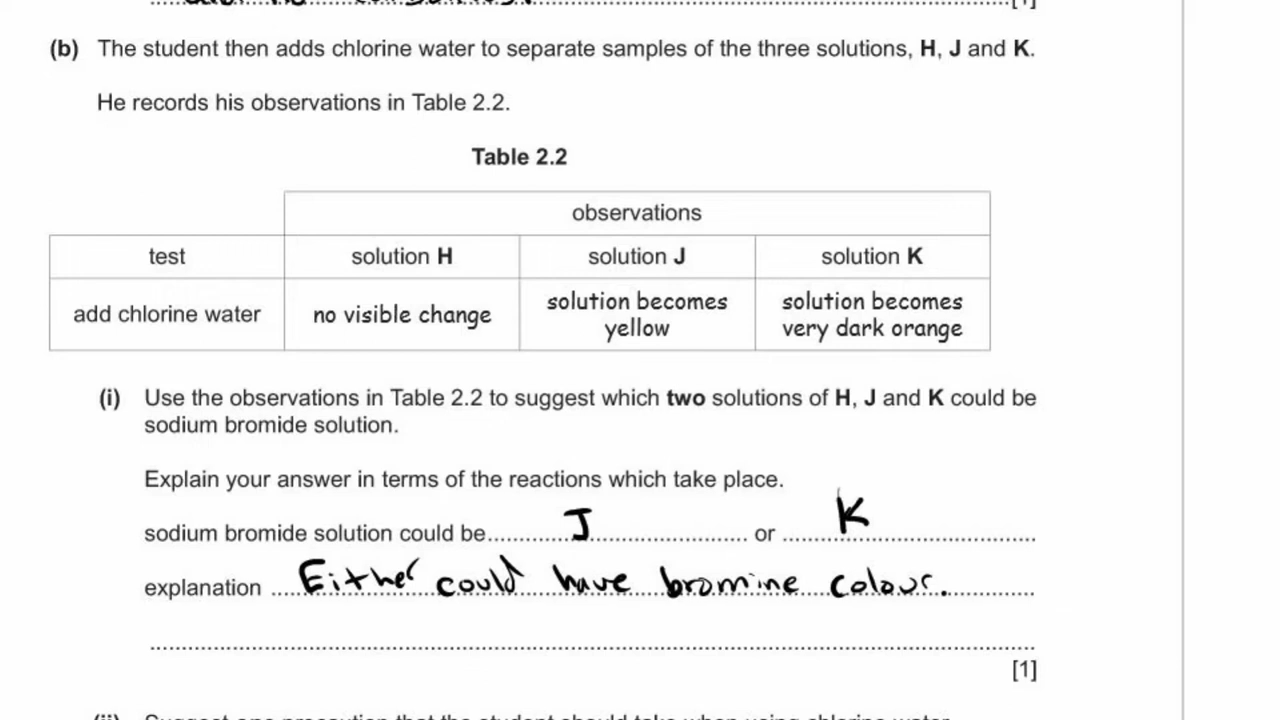 (b) The student then adds chlorine water to separate samples of the three solutions, H, J and K.
He records his observations in Table 2.2.
Table 2.2
observations
test solution H solution J solution K
add chlorine water no visible change solution becomes yellow solution becomes very dark orange
(i) Use the observations in Table 2.2 to suggest which two solutions of H, J and K could be
sodium bromide solution.
Explain your answer in terms of the reactions which take place.
sodium bromide solution could be J or K
explanation Either could have bromine colour.
[1]